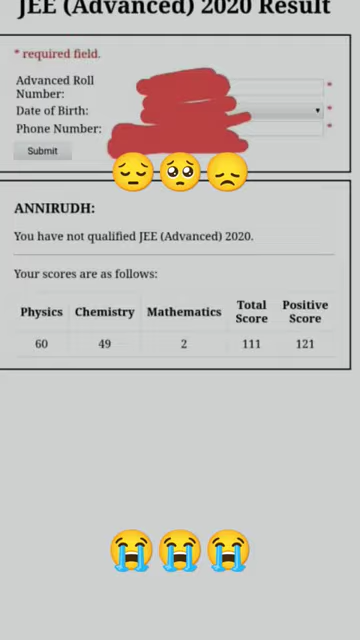 JEE (Advanced) 2020 Result
* required field.
Advanced Roll
Number: *
Date of Birth: *
Phone Number: *
Submit
ANNIRUDH:
You have not qualified JEE (Advanced) 2020.
Your scores are as follows:
Physics Chemistry Mathematics Total Score Positive Score
60 49 2 111 121